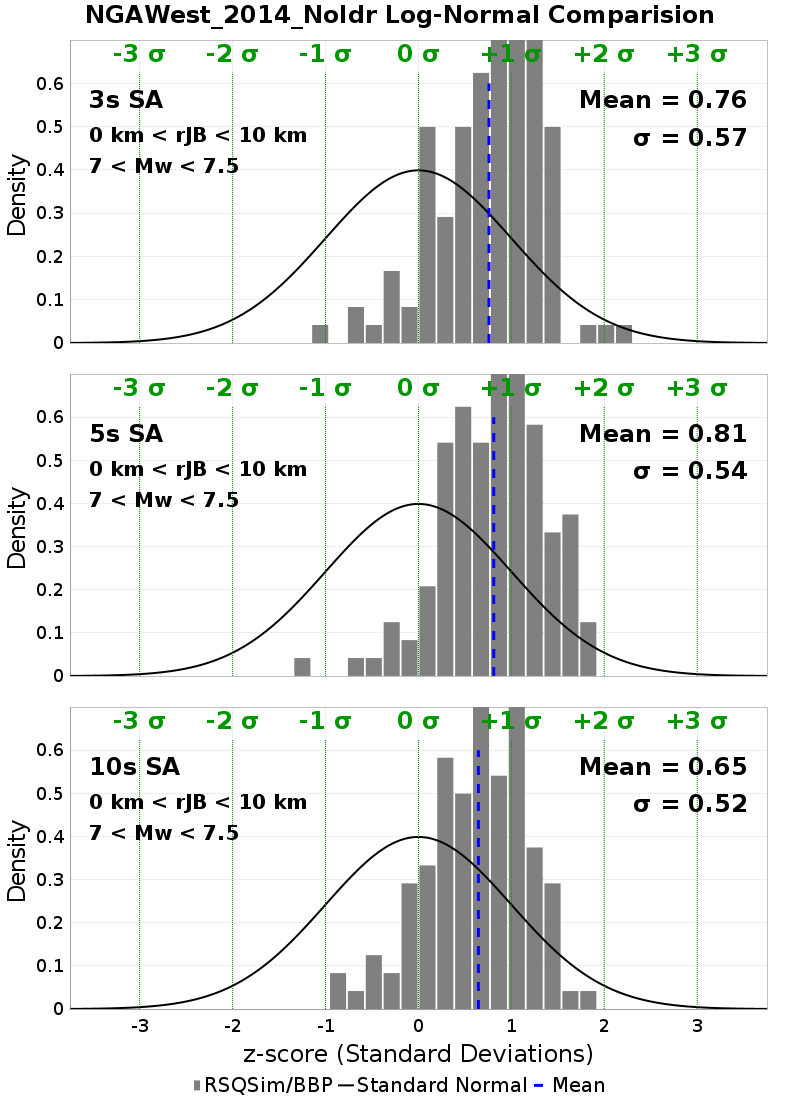 NGAWest_2014_NoIdr Log-Normal Comparision
-3 σ -2 σ -1 σ 0 σ +1 σ +2 σ +3 σ
3s SA
0 km < rJB < 10 km
7 < Mw < 7.5
Mean = 0.76
σ = 0.57
Density
0.6
0.5
0.4
0.3
0.2
0.1
0
-3 σ -2 σ -1 σ 0 σ +1 σ +2 σ +3 σ
5s SA
0 km < rJB < 10 km
7 < Mw < 7.5
Mean = 0.81
σ = 0.54
Density
0.6
0.5
0.4
0.3
0.2
0.1
0
-3 σ -2 σ -1 σ 0 σ +1 σ +2 σ +3 σ
10s SA
0 km < rJB < 10 km
7 < Mw < 7.5
Mean = 0.65
σ = 0.52
Density
0.6
0.5
0.4
0.3
0.2
0.1
0
-3 -2 -1 0 1 2 3
z-score (Standard Deviations)
RSQSim/BBP Standard Normal Mean